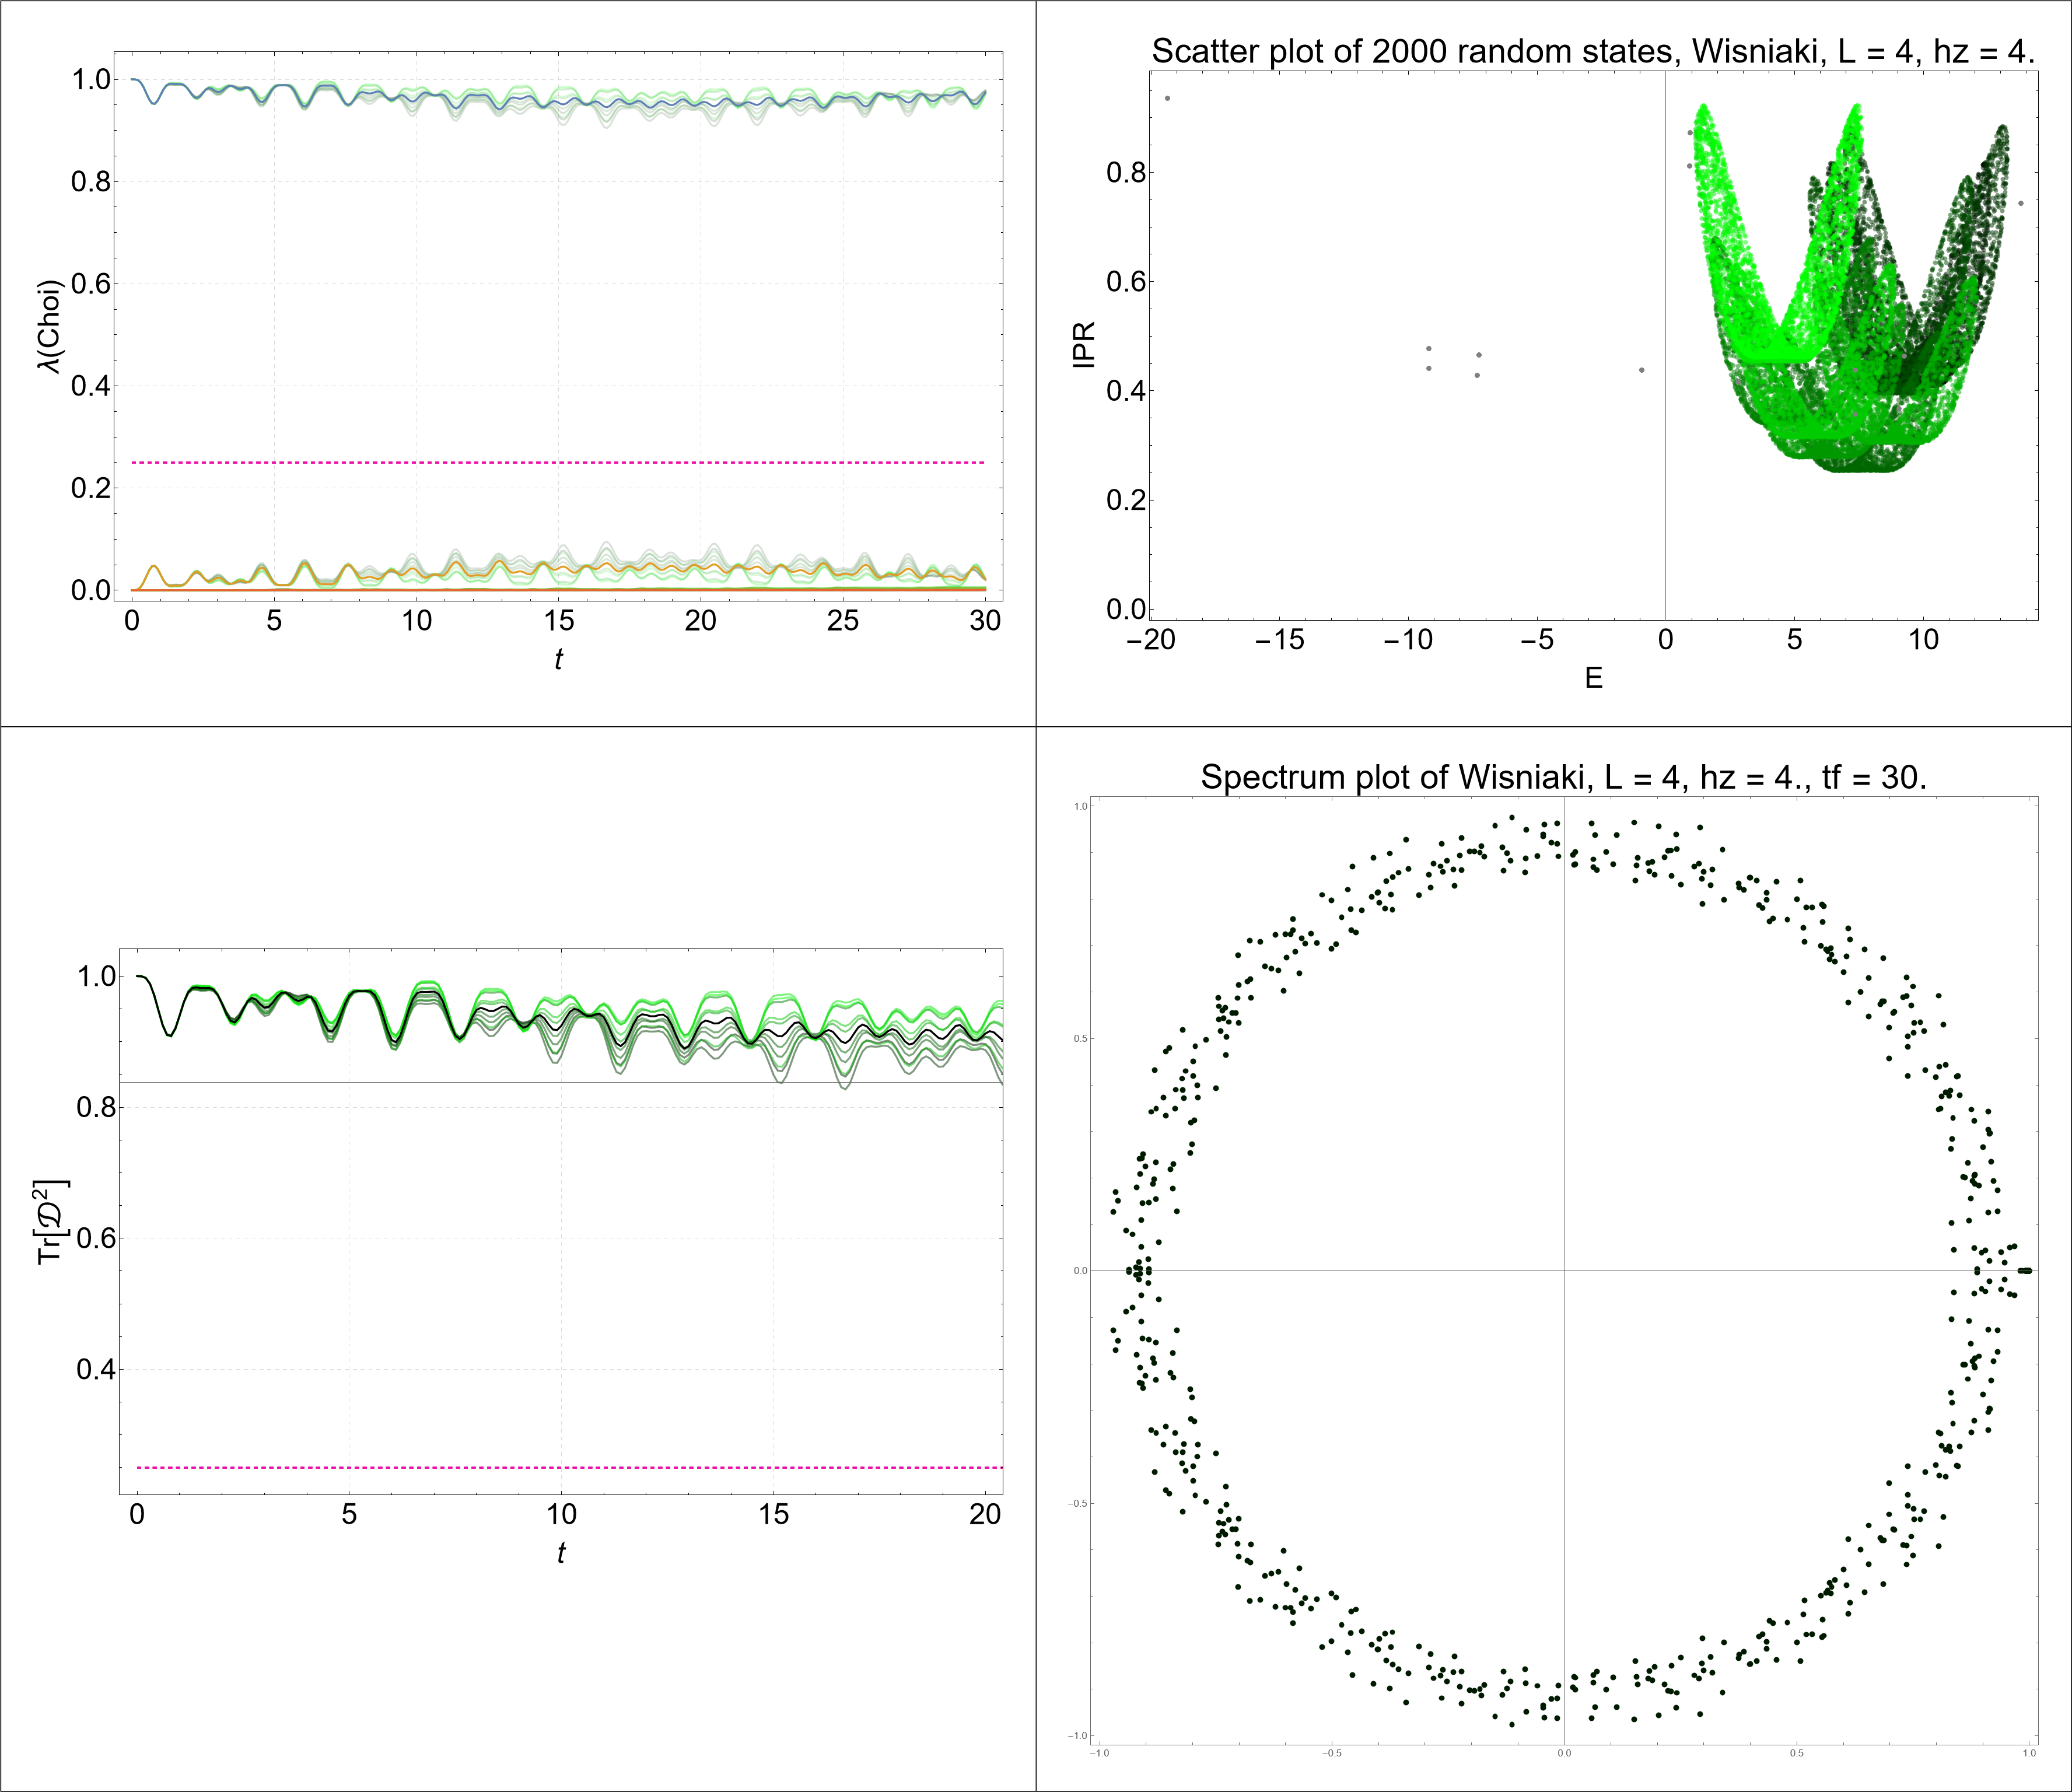 1.0
0.8
0.6
0.4
0.2
0.0
λ(Choi)
0 5 10 15 20 25 30
t
Scatter plot of 2000 random states, Wisniaki, L = 4, hz = 4.
0.8
0.6
0.4
0.2
0.0
IPR
−20 −15 −10 −5 0 5 10
E
1.0
0.8
0.6
0.4
Tr[𝒟²]
0 5 10 15 20
t
Spectrum plot of Wisniaki, L = 4, hz = 4., tf = 30.
1.0
0.5
0.0
−0.5
−1.0
−1.0 −0.5 0.0 0.5 1.0